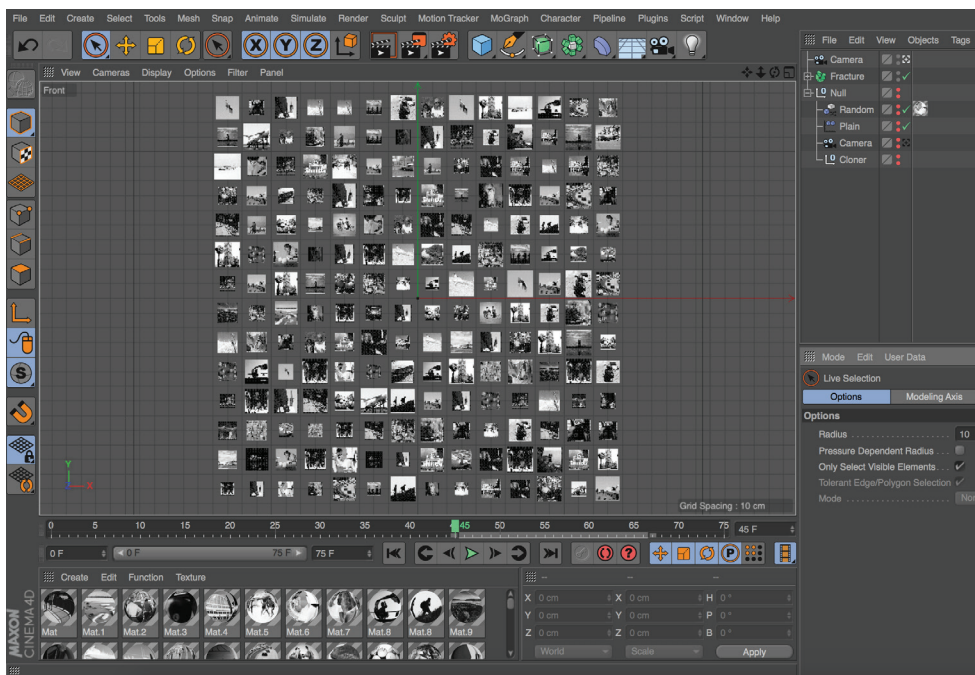 File Edit Create Select Tools Mesh Snap Animate Simulate Render Sculpt Motion Tracker MoGraph Character Pipeline Plugins Script Window Help
X Y Z
File Edit View Objects Tags
View Cameras Display Options Filter Panel
Front
Camera
Fracture
Null
Random
Plain
Camera
Cloner
Y
X
Grid Spacing : 10 cm
Mode Edit User Data
Live Selection
Options Modeling Axis
Options
Radius 10
Pressure Dependent Radius
Only Select Visible Elements
Tolerant Edge/Polygon Selection
Mode
0 5 10 15 20 25 30 35 40 45 50 55 60 65 70 75 45 F
0 F 0 F 75 F 75 F
Create Edit Function Texture
Mat Mat.1 Mat.2 Mat.3 Mat.4 Mat.5 Mat.6 Mat.7 Mat.8 Mat.8 Mat.9
-- -- --
X 0 cm X 0 cm H 0 °
Y 0 cm Y 0 cm P 0 °
Z 0 cm Z 0 cm B 0 °
World Scale Apply
MAXON
CINEMA 4D